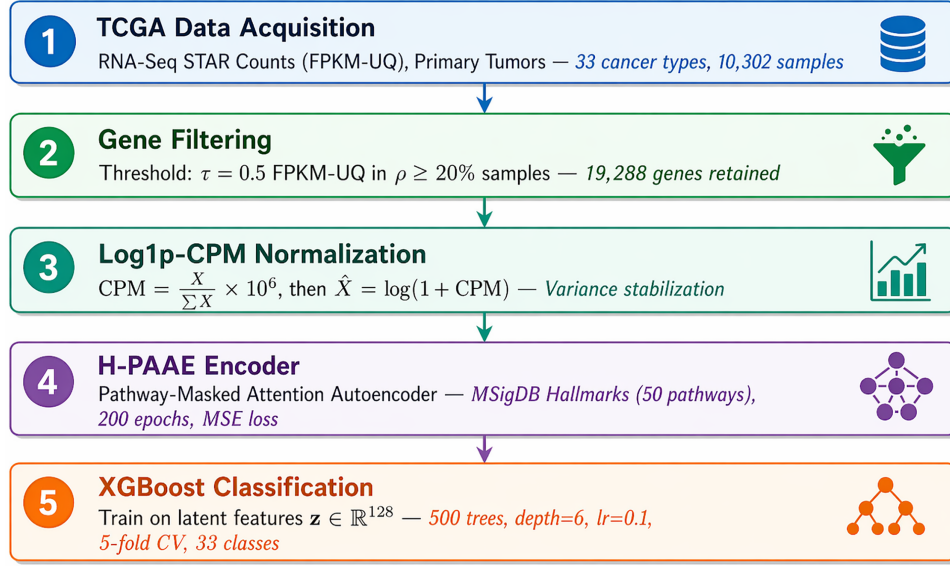 1
TCGA Data Acquisition
RNA-Seq STAR Counts (FPKM-UQ), Primary Tumors — 33 cancer types, 10,302 samples
2
Gene Filtering
Threshold: τ = 0.5 FPKM-UQ in ρ ≥ 20% samples — 19,288 genes retained
3
Log1p-CPM Normalization
CPM = X / ∑ X × 10⁶, then X̂ = log(1 + CPM) — Variance stabilization
4
H-PAAE Encoder
Pathway-Masked Attention Autoencoder — MSigDB Hallmarks (50 pathways),
200 epochs, MSE loss
5
XGBoost Classification
Train on latent features z ∈ ℝ¹²⁸ — 500 trees, depth=6, lr=0.1,
5-fold CV, 33 classes